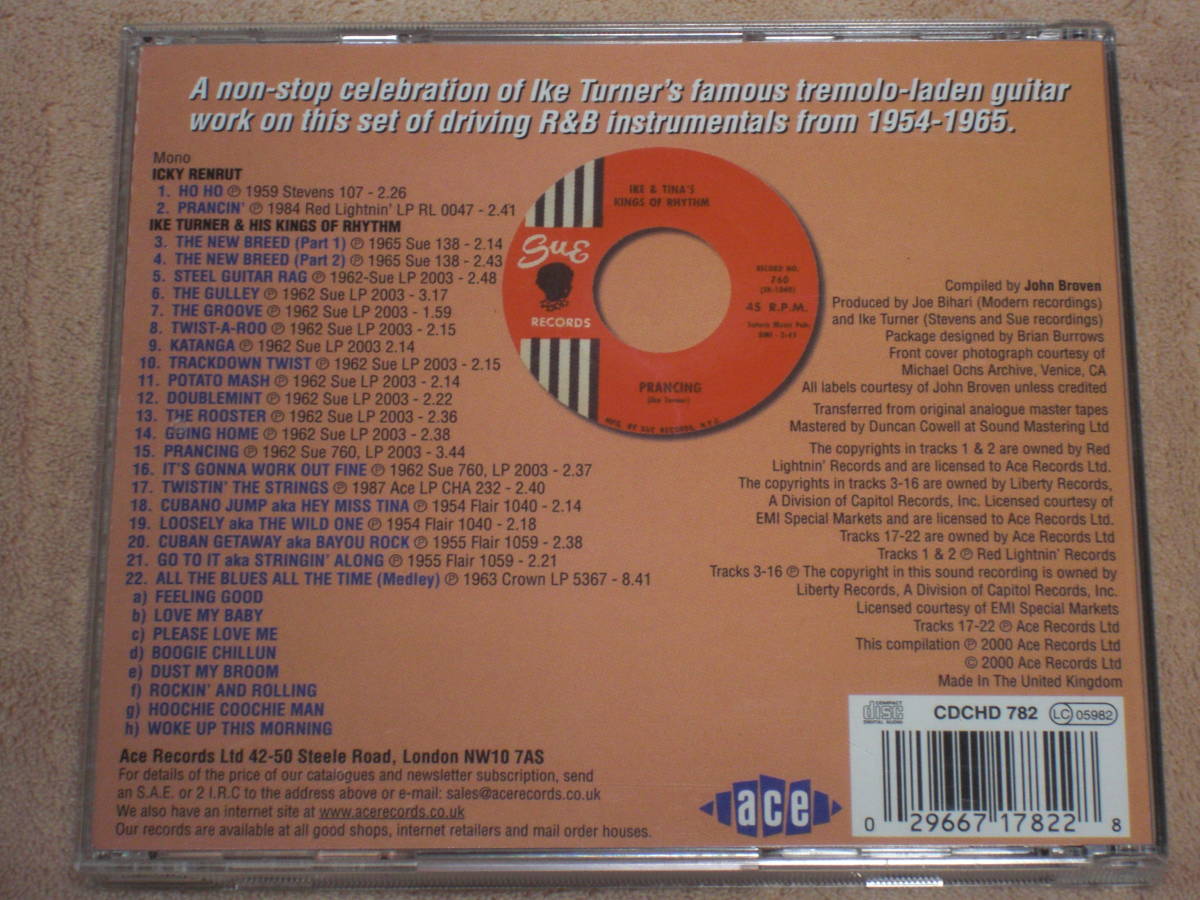 A non-stop celebration of Ike Turner's famous tremolo-laden guitar
work on this set of driving R&B instrumentals from 1954-1965.
Mono
ICKY RENRUT
1. HO HO ℗ 1959 Stevens 107 - 2.26
2. PRANCIN' ℗ 1984 Red Lightnin' LP RL 0047 - 2.41
IKE TURNER & HIS KINGS OF RHYTHM
3. THE NEW BREED (Part 1) ℗ 1965 Sue 138 - 2.14
4. THE NEW BREED (Part 2) ℗ 1965 Sue 138 - 2.43
5. STEEL GUITAR RAG ℗ 1962-Sue LP 2003 - 2.48
6. THE GULLEY ℗ 1962 Sue LP 2003 - 3.17
7. THE GROOVE ℗ 1962 Sue LP 2003 - 1.59
8. TWIST-A-ROO ℗ 1962 Sue LP 2003 - 2.15
9. KATANGA ℗ 1962 Sue LP 2003 2.14
10. TRACKDOWN TWIST ℗ 1962 Sue LP 2003 - 2.15
11. POTATO MASH ℗ 1962 Sue LP 2003 - 2.14
12. DOUBLEMINT ℗ 1962 Sue LP 2003 - 2.22
13. THE ROOSTER ℗ 1962 Sue LP 2003 - 2.36
14. GOING HOME ℗ 1962 Sue LP 2003 - 2.38
15. PRANCING ℗ 1962 Sue 760, LP 2003 - 3.44
16. IT'S GONNA WORK OUT FINE ℗ 1962 Sue 760, LP 2003 - 2.37
17. TWISTIN' THE STRINGS ℗ 1987 Ace LP CHA 232 - 2.40
18. CUBANO JUMP aka HEY MISS TINA ℗ 1954 Flair 1040 - 2.14
19. LOOSELY aka THE WILD ONE ℗ 1954 Flair 1040 - 2.18
20. CUBAN GETAWAY aka BAYOU ROCK ℗ 1955 Flair 1059 - 2.38
21. GO TO IT aka STRINGIN' ALONG ℗ 1955 Flair 1059 - 2.21
22. ALL THE BLUES ALL THE TIME (Medley) ℗ 1963 Crown LP 5367 - 8.41
a) FEELING GOOD
b) LOVE MY BABY
c) PLEASE LOVE ME
d) BOOGIE CHILLUN
e) DUST MY BROOM
f) ROCKIN' AND ROLLING
g) HOOCHIE COOCHIE MAN
h) WOKE UP THIS MORNING
Ace Records Ltd 42-50 Steele Road, London NW10 7AS
For details of the price of our catalogues and newsletter subscription, send
an S.A.E. or 2 I.R.C to the address above or e-mail: sales@acerecords.co.uk
We also have an internet site at www.acerecords.co.uk
Our records are available at all good shops, internet retailers and mail order houses.
IKE & TINA'S
KINGS OF RHYTHM
Sue
RECORDS
RECORD NO.
760
45 R.P.M.
PRANCING
(Ike Turner)
MFG. BY SUE RECORDS, N.Y.C.
Compiled by John Broven
Produced by Joe Bihari (Modern recordings)
and Ike Turner (Stevens and Sue recordings)
Package designed by Brian Burrows
Front cover photograph courtesy of
Michael Ochs Archive, Venice, CA
All labels courtesy of John Broven unless credited
Transferred from original analogue master tapes
Mastered by Duncan Cowell at Sound Mastering Ltd
The copyrights in tracks 1 & 2 are owned by Red
Lightnin' Records and are licensed to Ace Records Ltd.
The copyrights in tracks 3-16 are owned by Liberty Records,
A Division of Capitol Records, Inc. Licensed courtesy of
EMI Special Markets and are licensed to Ace Records Ltd.
Tracks 17-22 are owned by Ace Records Ltd
Tracks 1 & 2 ℗ Red Lightnin' Records
Tracks 3-16 ℗ The copyright in this sound recording is owned by
Liberty Records, A Division of Capitol Records, Inc.
Licensed courtesy of EMI Special Markets
Tracks 17-22 ℗ Ace Records Ltd
This compilation ℗ 2000 Ace Records Ltd
© 2000 Ace Records Ltd
Made In The United Kingdom
COMPACT disc DIGITAL AUDIO
CDCHD 782 LC 05982
ace
0 29667 17822 8